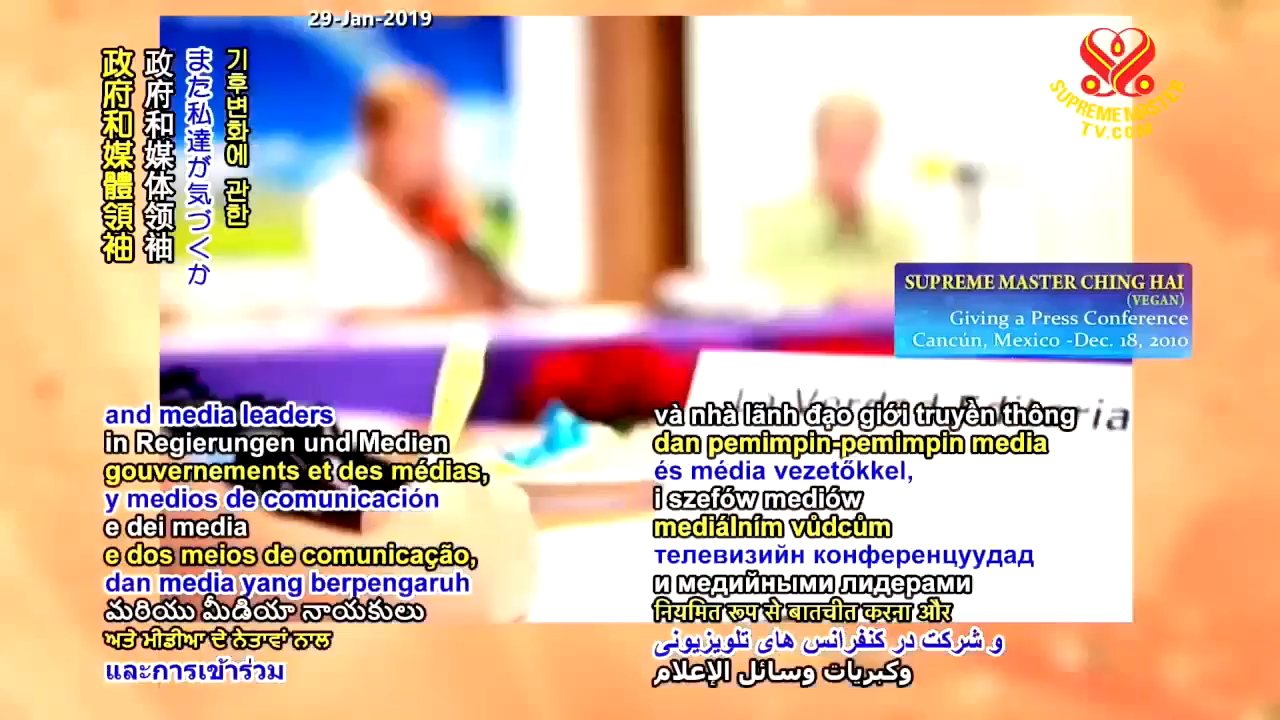 29-Jan-2019
SUPREME MASTER
TV.COM
政府和媒體領袖
政府和媒体领袖
また私達が気づくか
기후변화에 관한
SUPREME MASTER CHING HAI
(VEGAN)
Giving a Press Conference
Cancún, Mexico -Dec. 18, 2010
La Verdad Editoria
and media leaders
in Regierungen und Medien
gouvernements et des médias,
y medios de comunicación
e dei media
e dos meios de comunicação,
dan media yang berpengaruh
మరియు మీడియా నాయకులు
ਅਤੇ ਮੀਡੀਆ ਦੇ ਨੇਤਾਵਾਂ ਨਾਲ
และการเข้าร่วม
và nhà lãnh đạo giới truyền thông
dan pemimpin-pemimpin media
és média vezetőkkel,
i szefów mediów
mediálním vůdcům
телевизийн конференцуудад
и медийными лидерами
नियमित रूप से बातचीत करना और
و شرکت در کنفرانس های تلویزیونی
وكبريات وسائل الإعلام